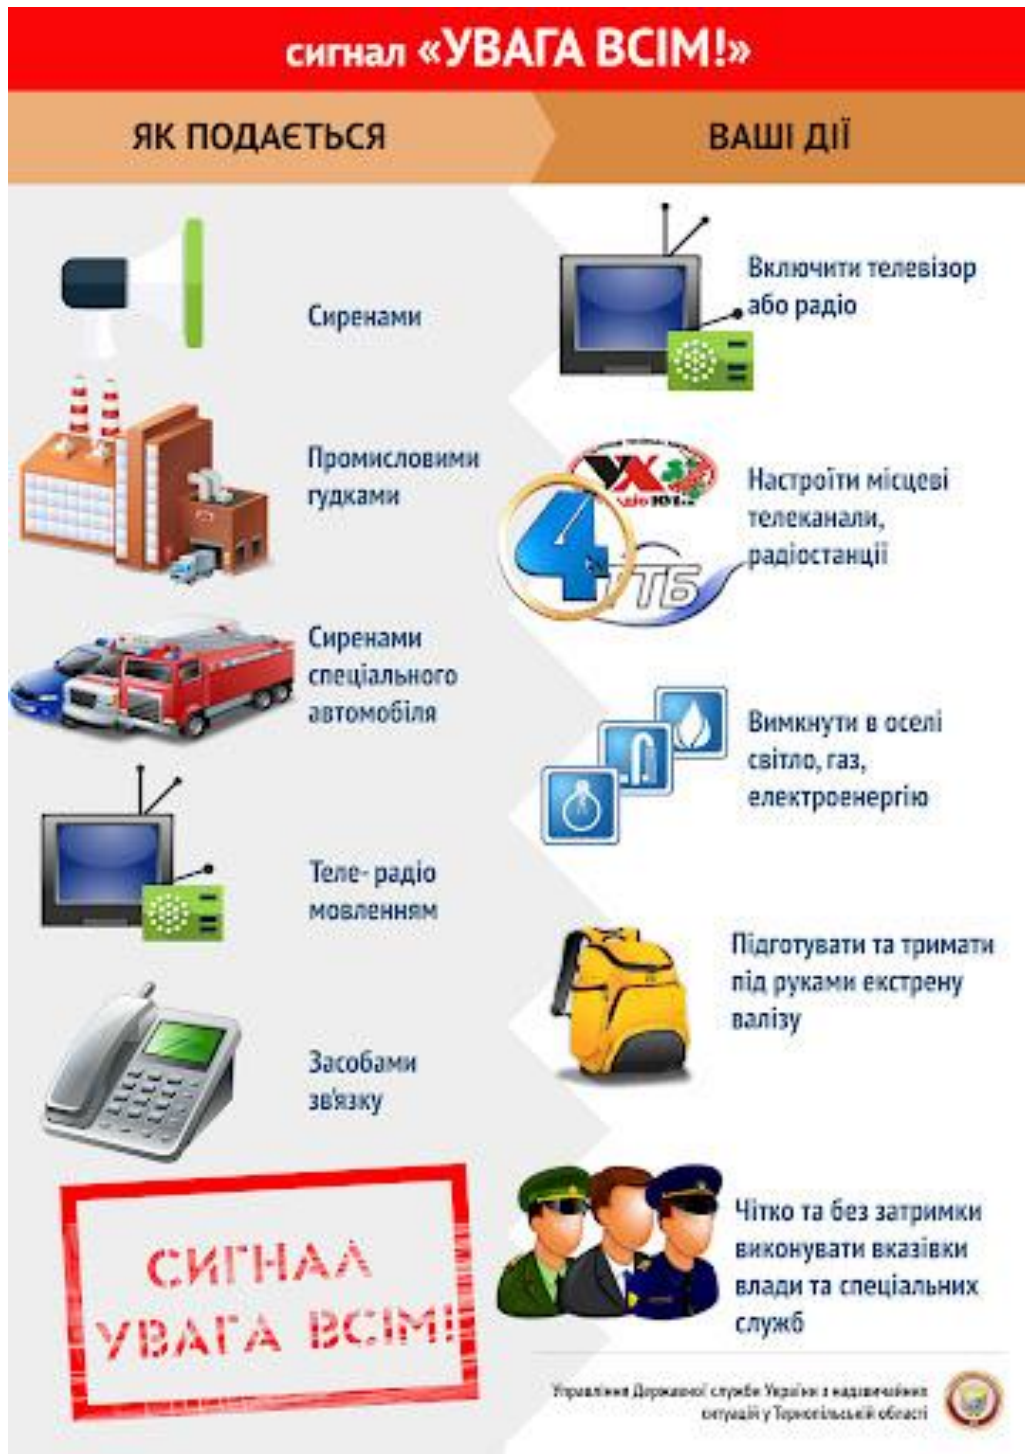 сигнал «УВАГА ВСІМ!»
ЯК ПОДАЄТЬСЯ
ВАШІ ДІЇ
Сиренами
Промисловими
гудками
Сиренами
спеціального
автомобіля
Теле- радіо
мовленням
Засобами
зв'язку
СИГНАЛ
УВАГА ВСІМ!
Включити телевізор
або радіо
УХ
4
ТТБ
Настроїти місцеві
телеканали,
радіостанції
Вимкнути в оселі
світло, газ,
електроенергію
Підготувати та тримати
під руками екстрену
валізу
Чітко та без затримки
виконувати вказівки
влади та спеціальних
служб
Управління Державної служби України з надзвичайних
ситуацій у Тернопільській області